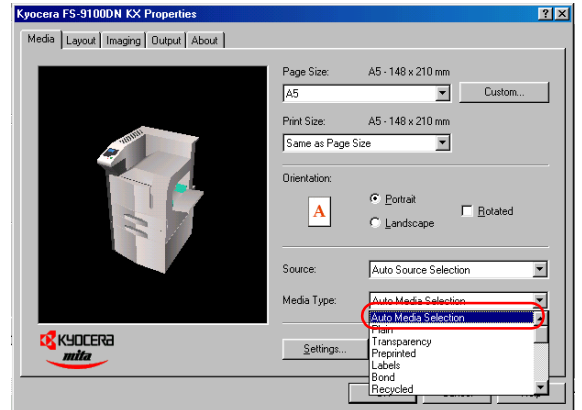 Kyocera FS-9100DN KX Properties
Media Layout Imaging Output About
Page Size: A5 - 148 x 210 mm
A5 Custom...
Print Size: A5 - 148 x 210 mm
Same as Page Size
Orientation:
A Portrait
Landscape
Rotated
Source: Auto Source Selection
Media Type: Auto Media Selection
Auto Media Selection
Plain
Transparency
Preprinted
Labels
Bond
Recycled
Settings...
KYOCERA
mita